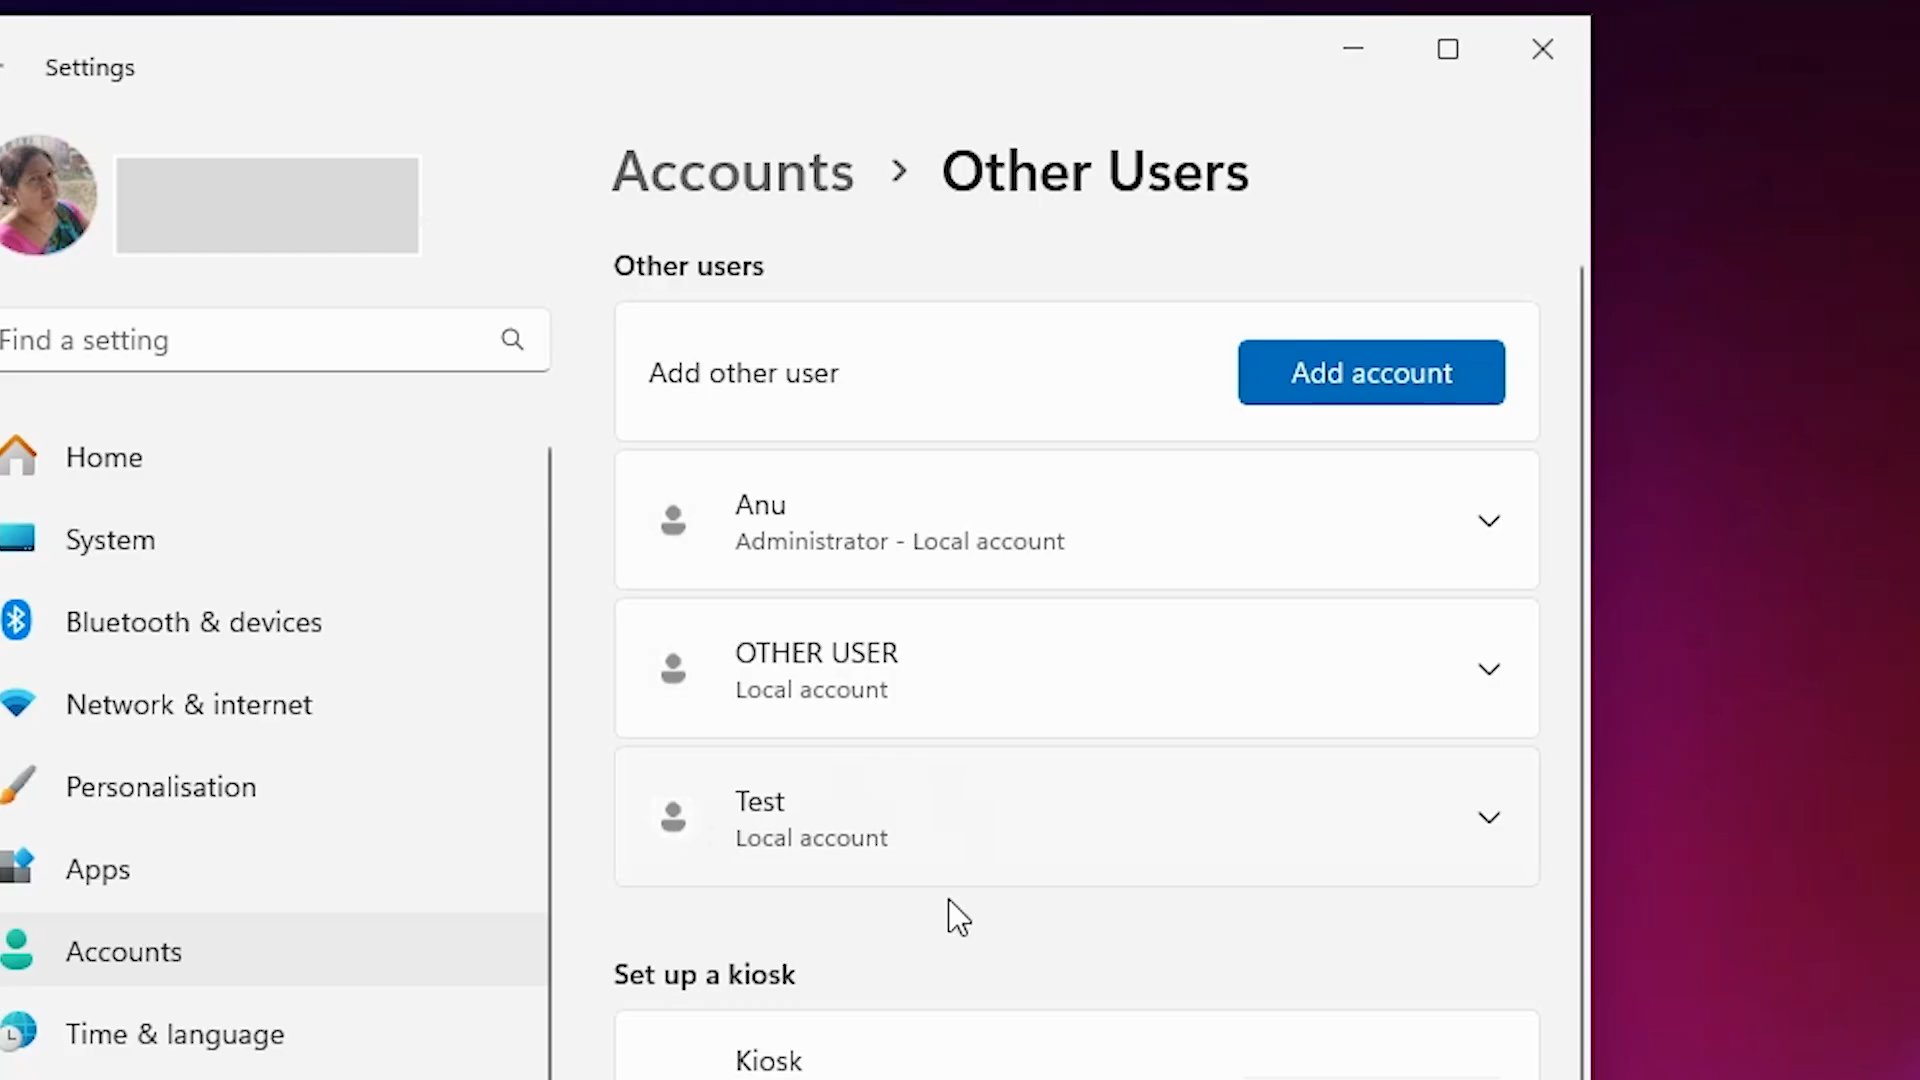 Settings
Accounts > Other Users
Other users
Find a setting
Add other user
Add account
Home
Anu
Administrator - Local account
System
Bluetooth & devices
OTHER USER
Local account
Network & internet
Personalisation
Test
Local account
Apps
Accounts
Set up a kiosk
Time & language
Kiosk